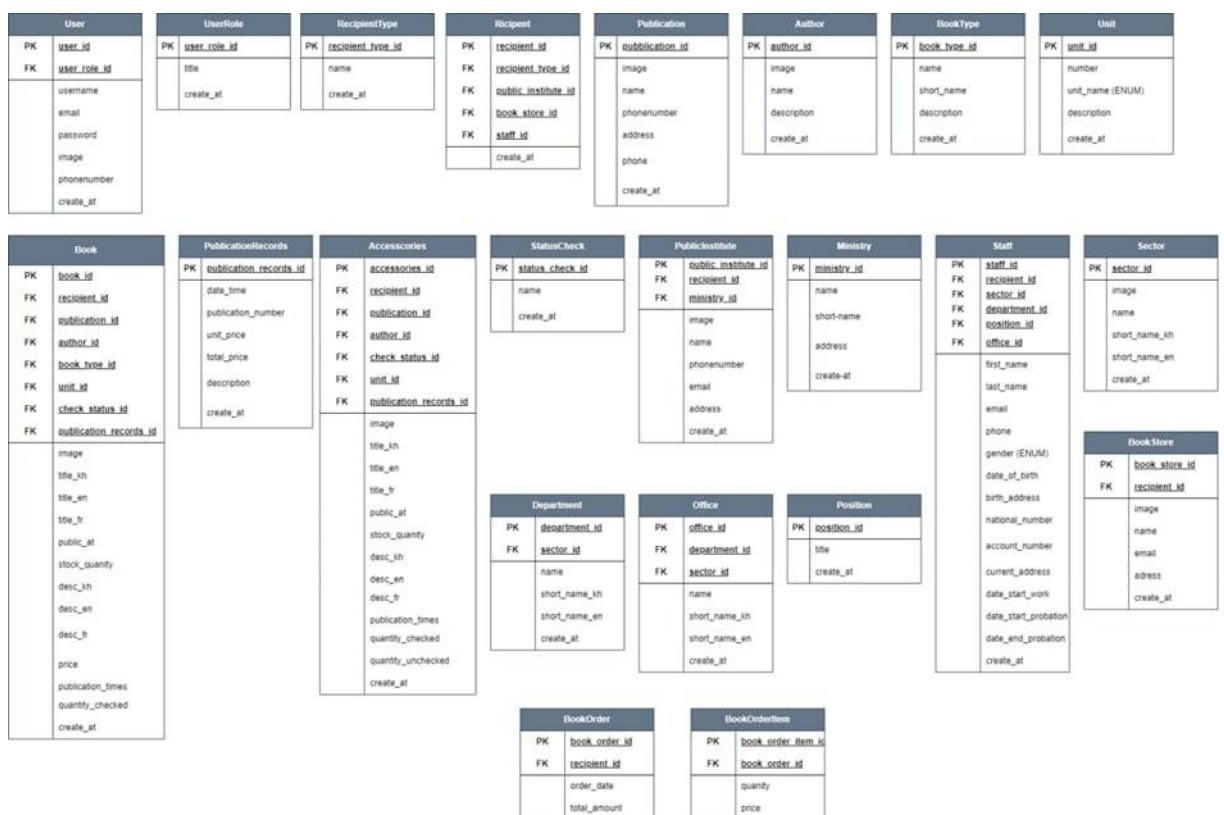 User
PK user_id
FK user_role_id
username
email
password
image
phonenumber
create_at
UserRole
PK user_role_id
title
create_at
RecipientType
PK recipient_type_id
name
create_at
Ricipent
PK recipient_id
FK recipient_type_id
FK public_institute_id
FK book_store_id
FK staff_id
create_at
Publication
PK pubblication_id
image
name
phonenumber
address
phone
create_at
Author
PK author_id
image
name
description
create_at
BookType
PK book_type_id
name
short_name
description
create_at
Unit
PK unit_id
number
unit_name (ENUM)
description
create_at
Book
PK book_id
FK recipient_id
FK publication_id
FK author_id
FK book_type_id
FK unit_id
FK check_status_id
FK publication_records_id
image
title_kh
title_en
title_fr
public_at
stock_quanity
desc_kh
desc_en
desc_fr
price
publication_times
quantity_checked
create_at
PublicationRecords
PK publication_records_id
date_time
publication_number
unit_price
total_price
description
create_at
Accesscories
PK accessories_id
FK recipient_id
FK publication_id
FK author_id
FK check_status_id
FK unit_id
FK publication_records_id
image
title_kh
title_en
title_fr
public_at
stock_quanity
desc_kh
desc_en
desc_fr
publication_times
quantity_checked
quantity_unchecked
create_at
StatusCheck
PK status_check_id
name
create_at
PublicInstitute
PK public_institute_id
FK recipient_id
FK ministry_id
image
name
phonenumber
email
address
create_at
Ministry
PK ministry_id
name
short-name
address
create-at
Staff
PK staff_id
FK recipient_id
FK sector_id
FK department_id
FK position_id
FK office_id
first_name
last_name
email
phone
gender (ENUM)
date_of_birth
birth_address
national_number
account_number
current_address
date_start_work
date_start_probation
date_end_probation
create_at
Sector
PK sector_id
image
name
short_name_kh
short_name_en
create_at
BookStore
PK book_store_id
FK recipient_id
image
name
email
adress
create_at
Department
PK department_id
FK sector_id
name
short_name_kh
short_name_en
create_at
Office
PK office_id
FK department_id
FK sector_id
name
short_name_kh
short_name_en
create_at
Position
PK position_id
title
create_at
BookOrder
PK book_order_id
FK recipient_id
order_date
total_amount
BookOrderItem
PK book_order_item_id
FK book_order_id
quanity
price